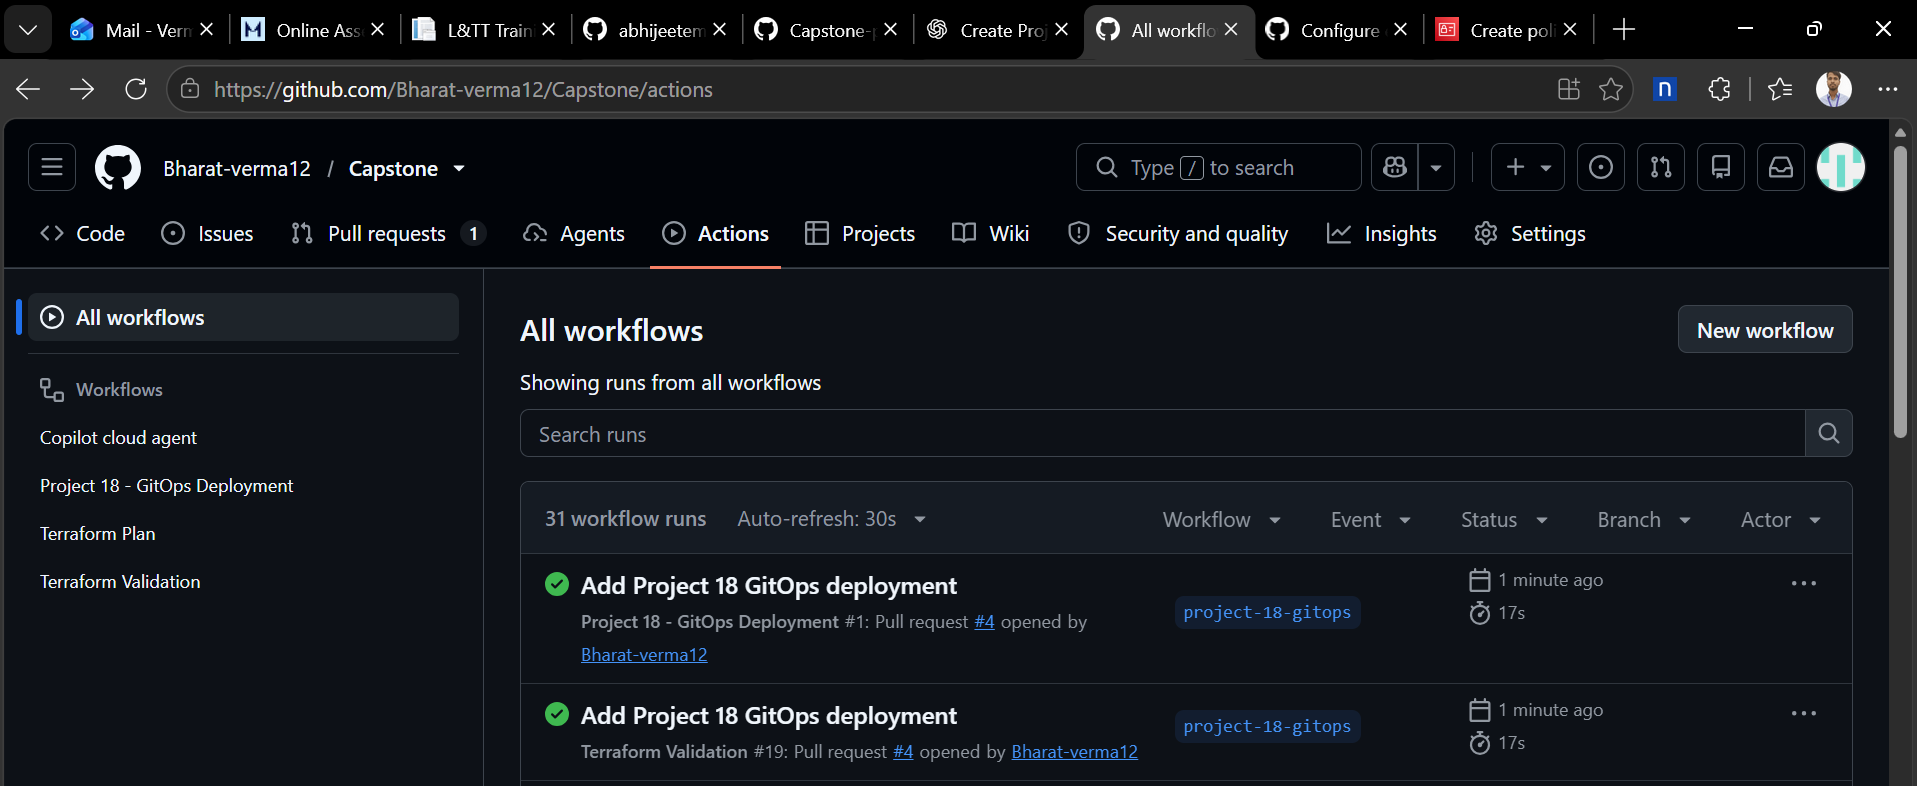 Mail - Verm
Online Ass
L&TT Train
abhijeetem
Capstone-p
Create Proj
All workflo
Configure
Create poli
https://github.com/Bharat-verma12/Capstone/actions
n
Bharat-verma12 / Capstone
Type / to search
Code
Issues
Pull requests 1
Agents
Actions
Projects
Wiki
Security and quality
Insights
Settings
All workflows
Workflows
Copilot cloud agent
Project 18 - GitOps Deployment
Terraform Plan
Terraform Validation
All workflows
New workflow
Showing runs from all workflows
Search runs
31 workflow runs Auto-refresh: 30s Workflow Event Status Branch Actor
Add Project 18 GitOps deployment
Project 18 - GitOps Deployment #1: Pull request #4 opened by
Bharat-verma12
project-18-gitops
1 minute ago
17s
Add Project 18 GitOps deployment
Terraform Validation #19: Pull request #4 opened by Bharat-verma12
project-18-gitops
1 minute ago
17s